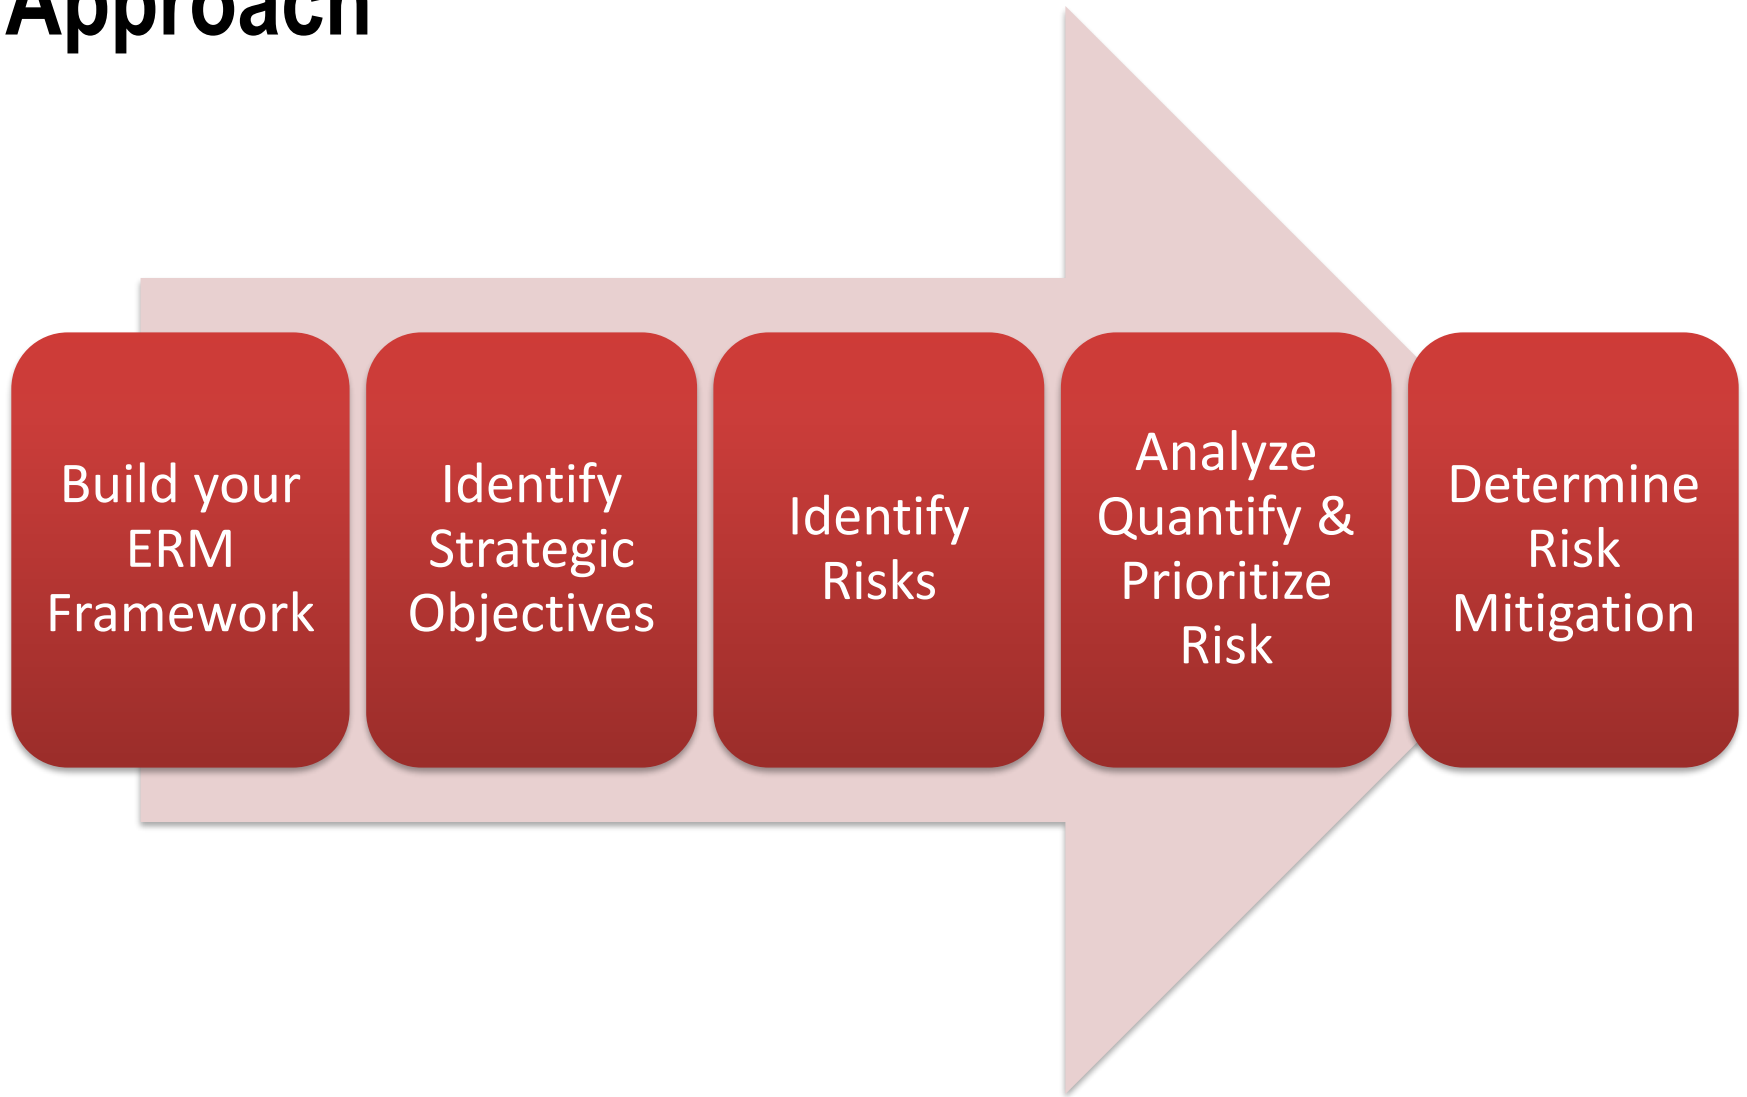 Approach
Build your
ERM
Framework
Identify
Strategic
Objectives
Identify
Risks
Analyze
Quantify &
Prioritize
Risk
Determine
Risk
Mitigation